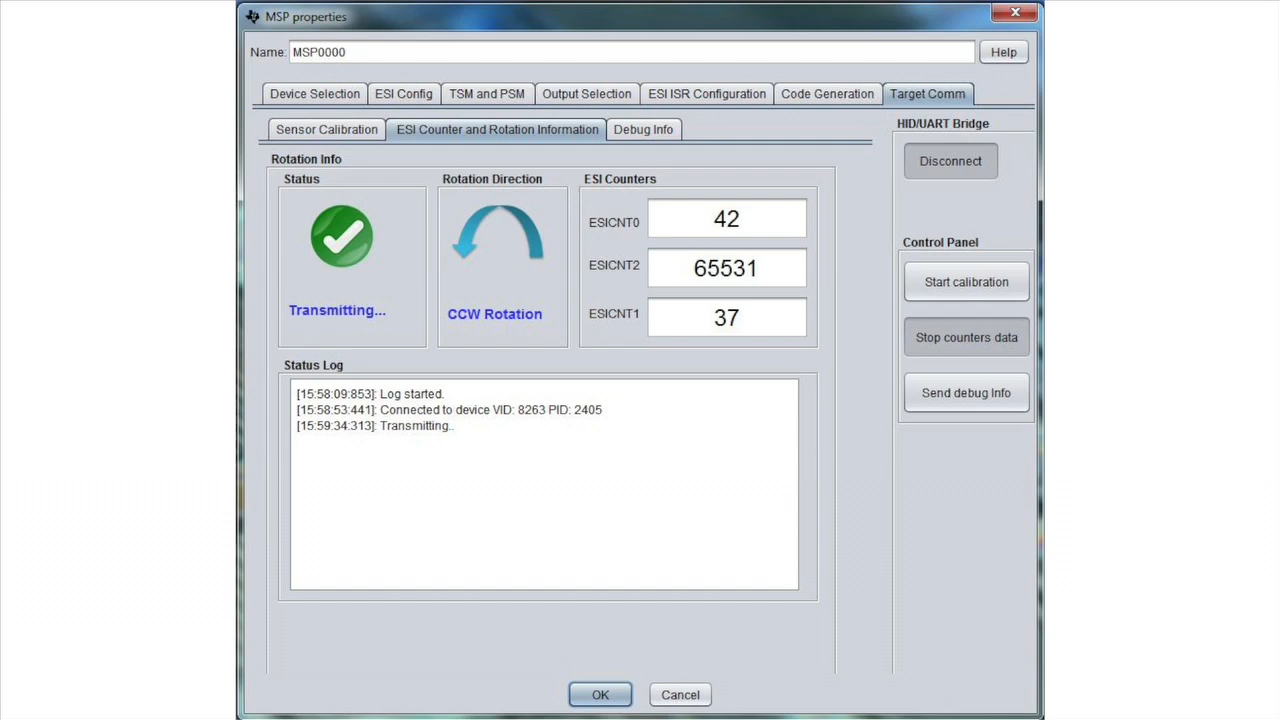 MSP properties
Name: MSP0000 Help
Device Selection ESI Config TSM and PSM Output Selection ESI ISR Configuration Code Generation Target Comm
Sensor Calibration ESI Counter and Rotation Information Debug Info
HID/UART Bridge
Disconnect
Rotation Info
Status Rotation Direction ESI Counters
ESICNT0 42
ESICNT2 65531
ESICNT1 37
Transmitting...
CCW Rotation
Control Panel
Start calibration
Stop counters data
Send debug Info
Status Log
[15:58:09:853]: Log started.
[15:58:53:441]: Connected to device VID: 8263 PID: 2405
[15:59:34:313]: Transmitting..
OK Cancel